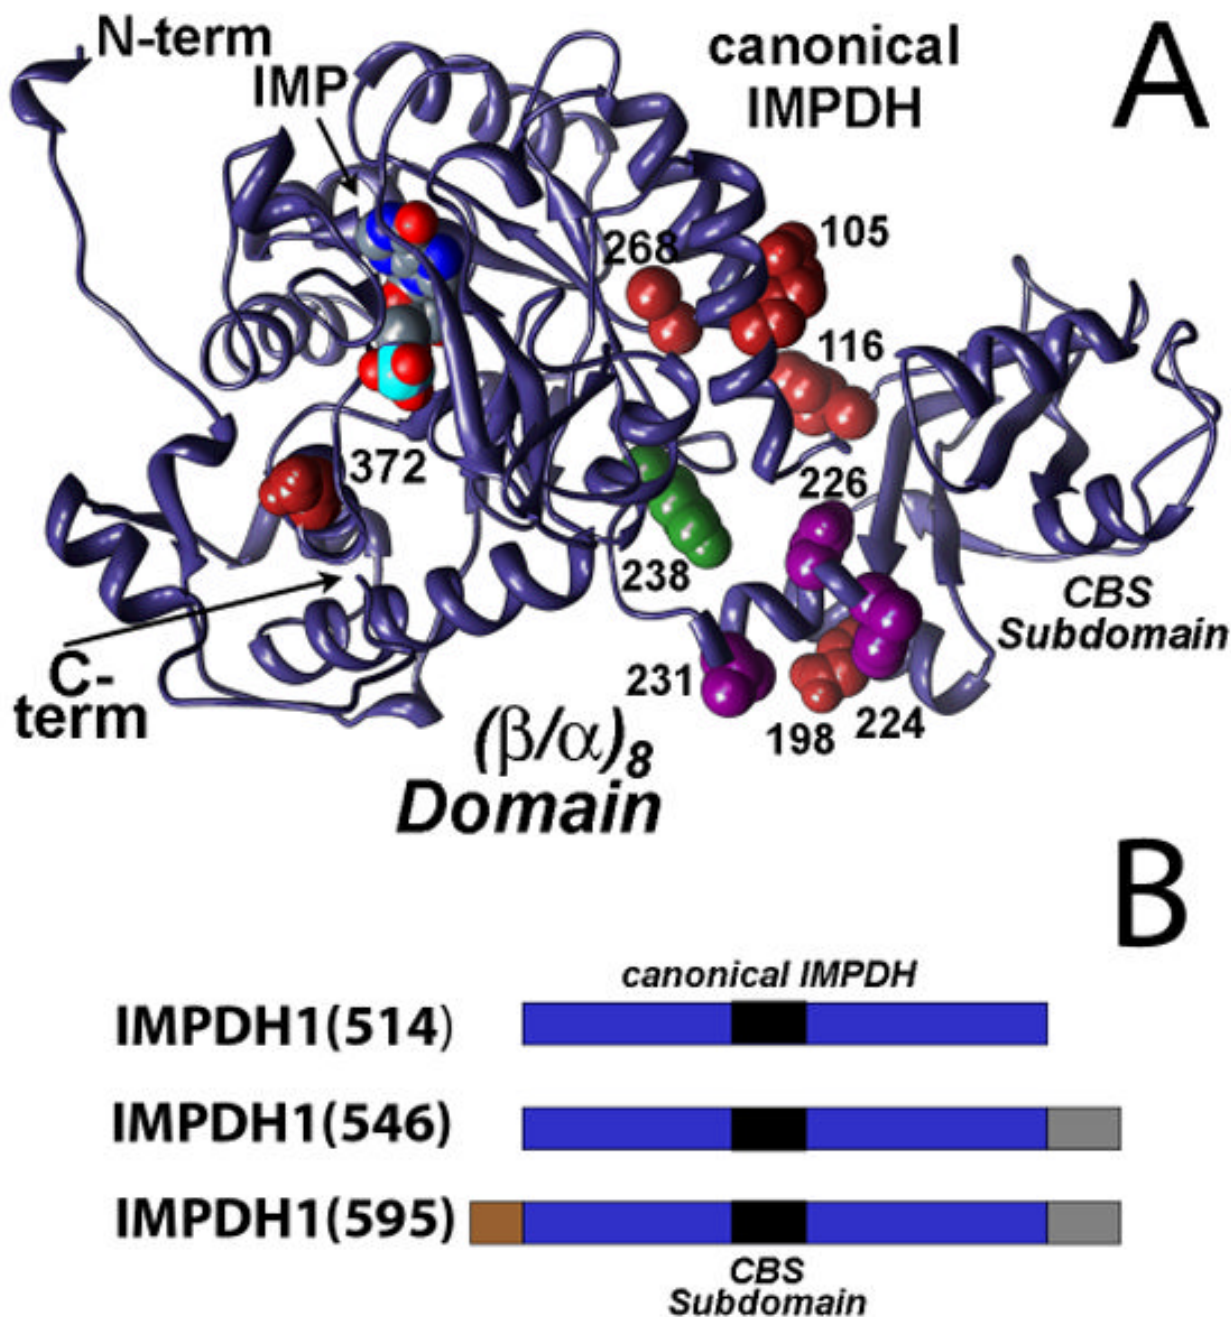 N-term
IMP
canonical
IMPDH
A
268
105
116
372
226
238
CBS
Subdomain
231
198
224
C-
term
(β/α)8
Domain
B
canonical IMPDH
IMPDH1(514)
IMPDH1(546)
IMPDH1(595)
CBS
Subdomain